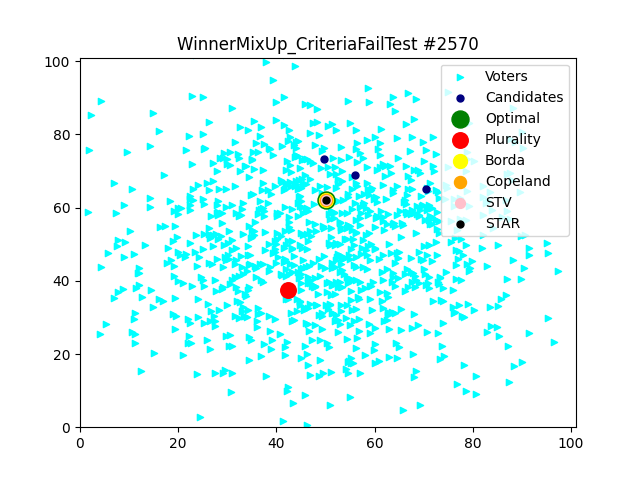 WinnerMixUp_CriteriaFailTest #2570
100
80
60
40
20
0
0
20
40
60
80
100
Voters
Candidates
Optimal
Plurality
Borda
Copeland
STV
STAR